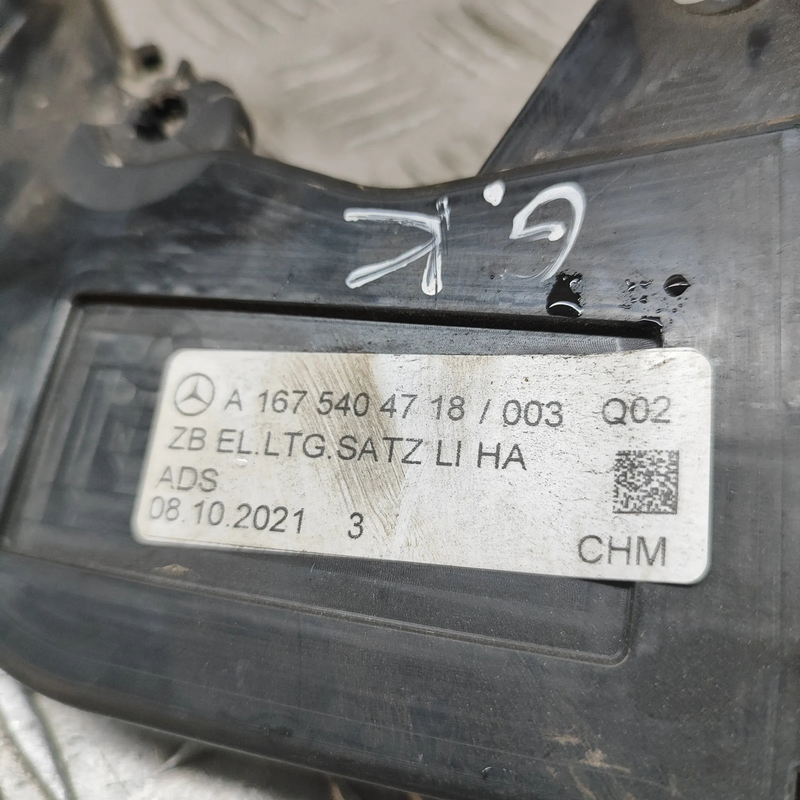 G.K
A 167 540 47 18 / 003 Q02
ZB EL.LTG.SATZ LI HA
ADS
08.10.2021 3
CHM